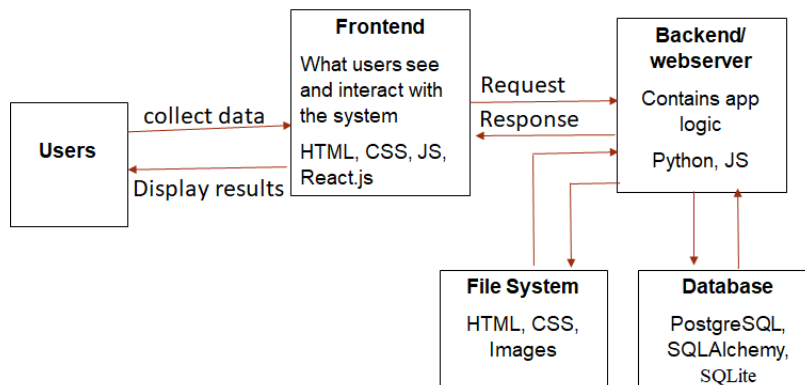 Users
collect data
Display results
Frontend
What users see
and interact with
the system
HTML, CSS, JS,
React.js
Request
Response
Backend/
webserver
Contains app
logic
Python, JS
File System
HTML, CSS,
Images
Database
PostgreSQL,
SQLAlchemy,
SQLite